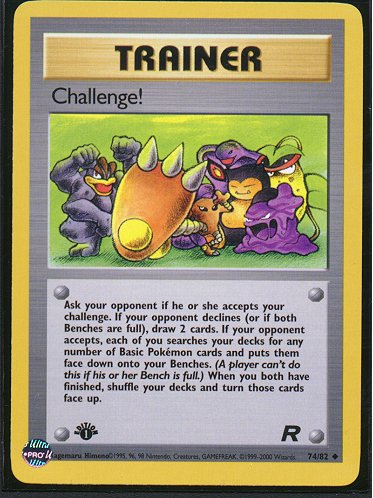 TRAINER
Challenge!
Ask your opponent if he or she accepts your
challenge. If your opponent declines (or if both
Benches are full), draw 2 cards. If your opponent
accepts, each of you searches your decks for any
number of Basic Pokémon cards and puts them
face down onto your Benches. (A player can't do
this if his or her Bench is full.) When you both have
finished, shuffle your decks and turn those cards
face up.
EDITION
1
R
Ultra
PRO
Himeno ©1995, 96, 98 Nintendo, Creatures, GAMEFREAK. ©1999-2000 Wizards. 74/82 ◆